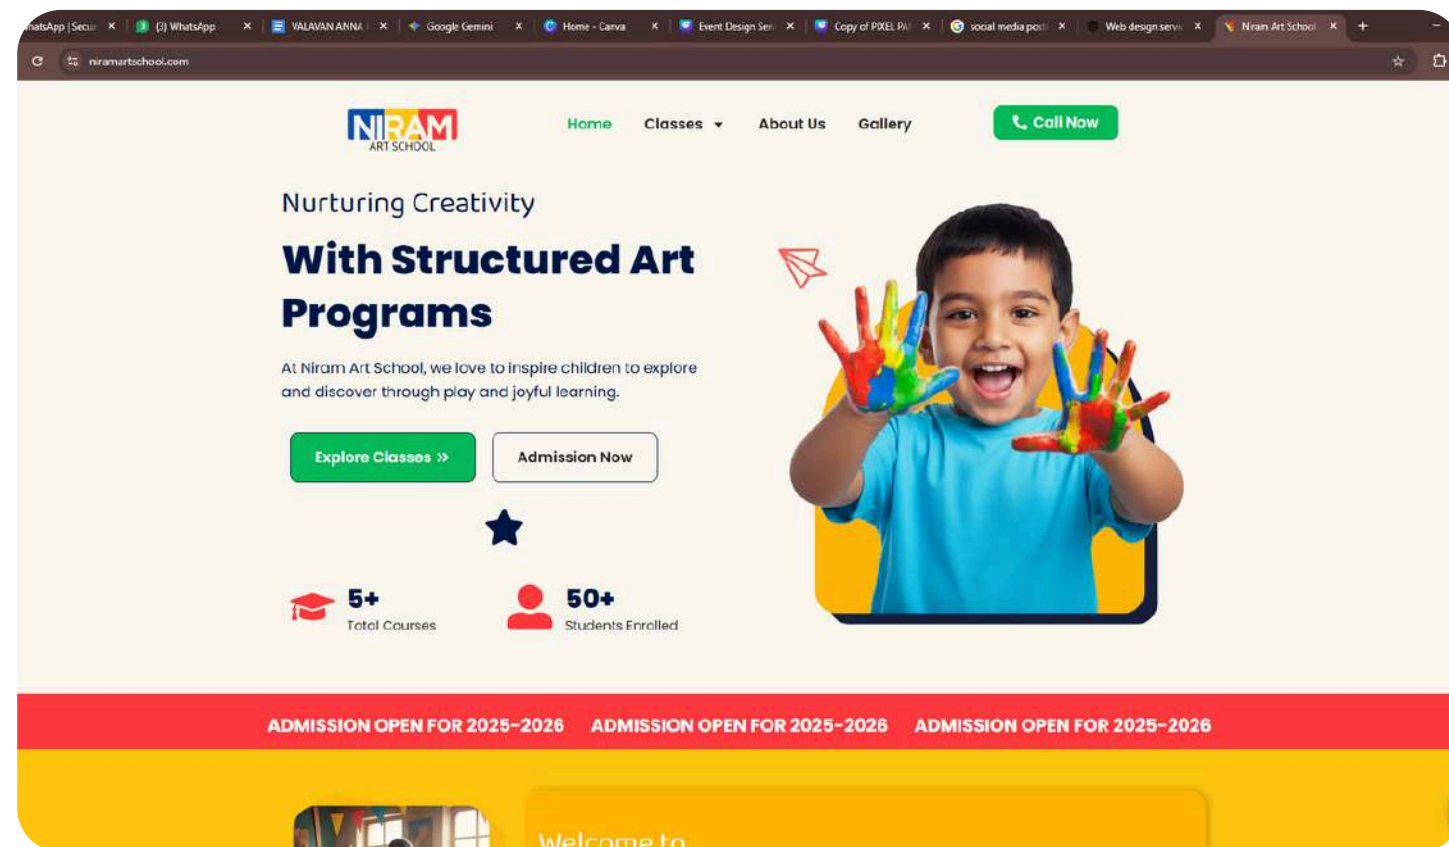 (3) WhatsApp
VALAVAN ANNA
Google Gemini
Home - Canva
Event Design Ser
Copy of PIXEL PA
social media post
Web design servic
Niram Art School
niramartschool.com
NIRAM
ART SCHOOL
Home
Classes
About Us
Gallery
Call Now
Nurturing Creativity
With Structured Art
Programs
At Niram Art School, we love to inspire children to explore
and discover through play and joyful learning.
Explore Classes »
Admission Now
5+
Total Courses
50+
Students Enrolled
ADMISSION OPEN FOR 2025-2026 ADMISSION OPEN FOR 2025-2026 ADMISSION OPEN FOR 2025-2026
Welcome to